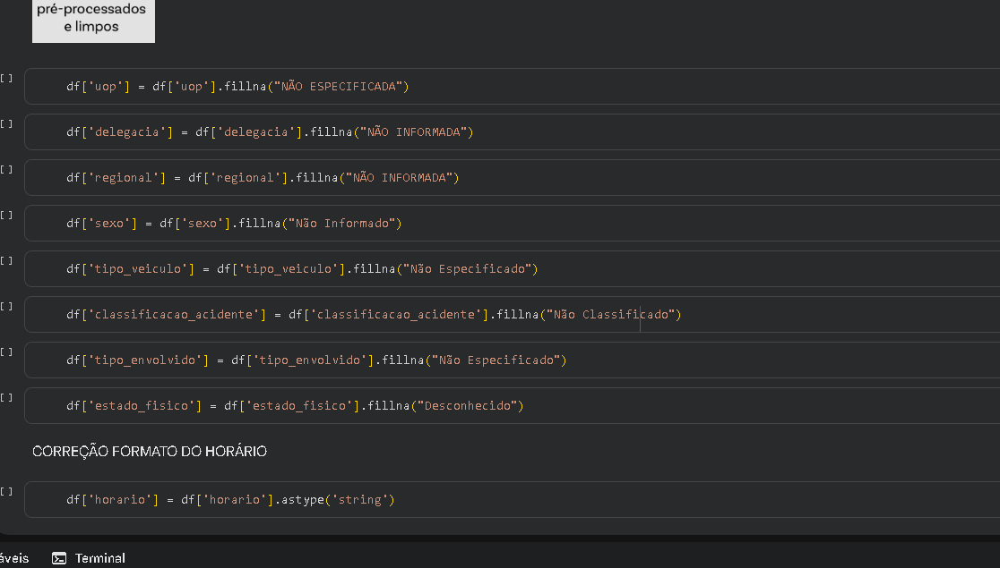 pré-processados
e limpos
[ ] df['uop'] = df['uop'].fillna("NÃO ESPECIFICADA")
[ ] df['delegacia'] = df['delegacia'].fillna("NÃO INFORMADA")
[ ] df['regional'] = df['regional'].fillna("NÃO INFORMADA")
[ ] df['sexo'] = df['sexo'].fillna("Não Informado")
[ ] df['tipo_veiculo'] = df['tipo_veiculo'].fillna("Não Especificado")
[ ] df['classificacao_acidente'] = df['classificacao_acidente'].fillna("Não Classificado")
[ ] df['tipo_envolvido'] = df['tipo_envolvido'].fillna("Não Especificado")
[ ] df['estado_fisico'] = df['estado_fisico'].fillna("Desconhecido")
CORREÇÃO FORMATO DO HORÁRIO
[ ] df['horario'] = df['horario'].astype('string')
áveis Terminal